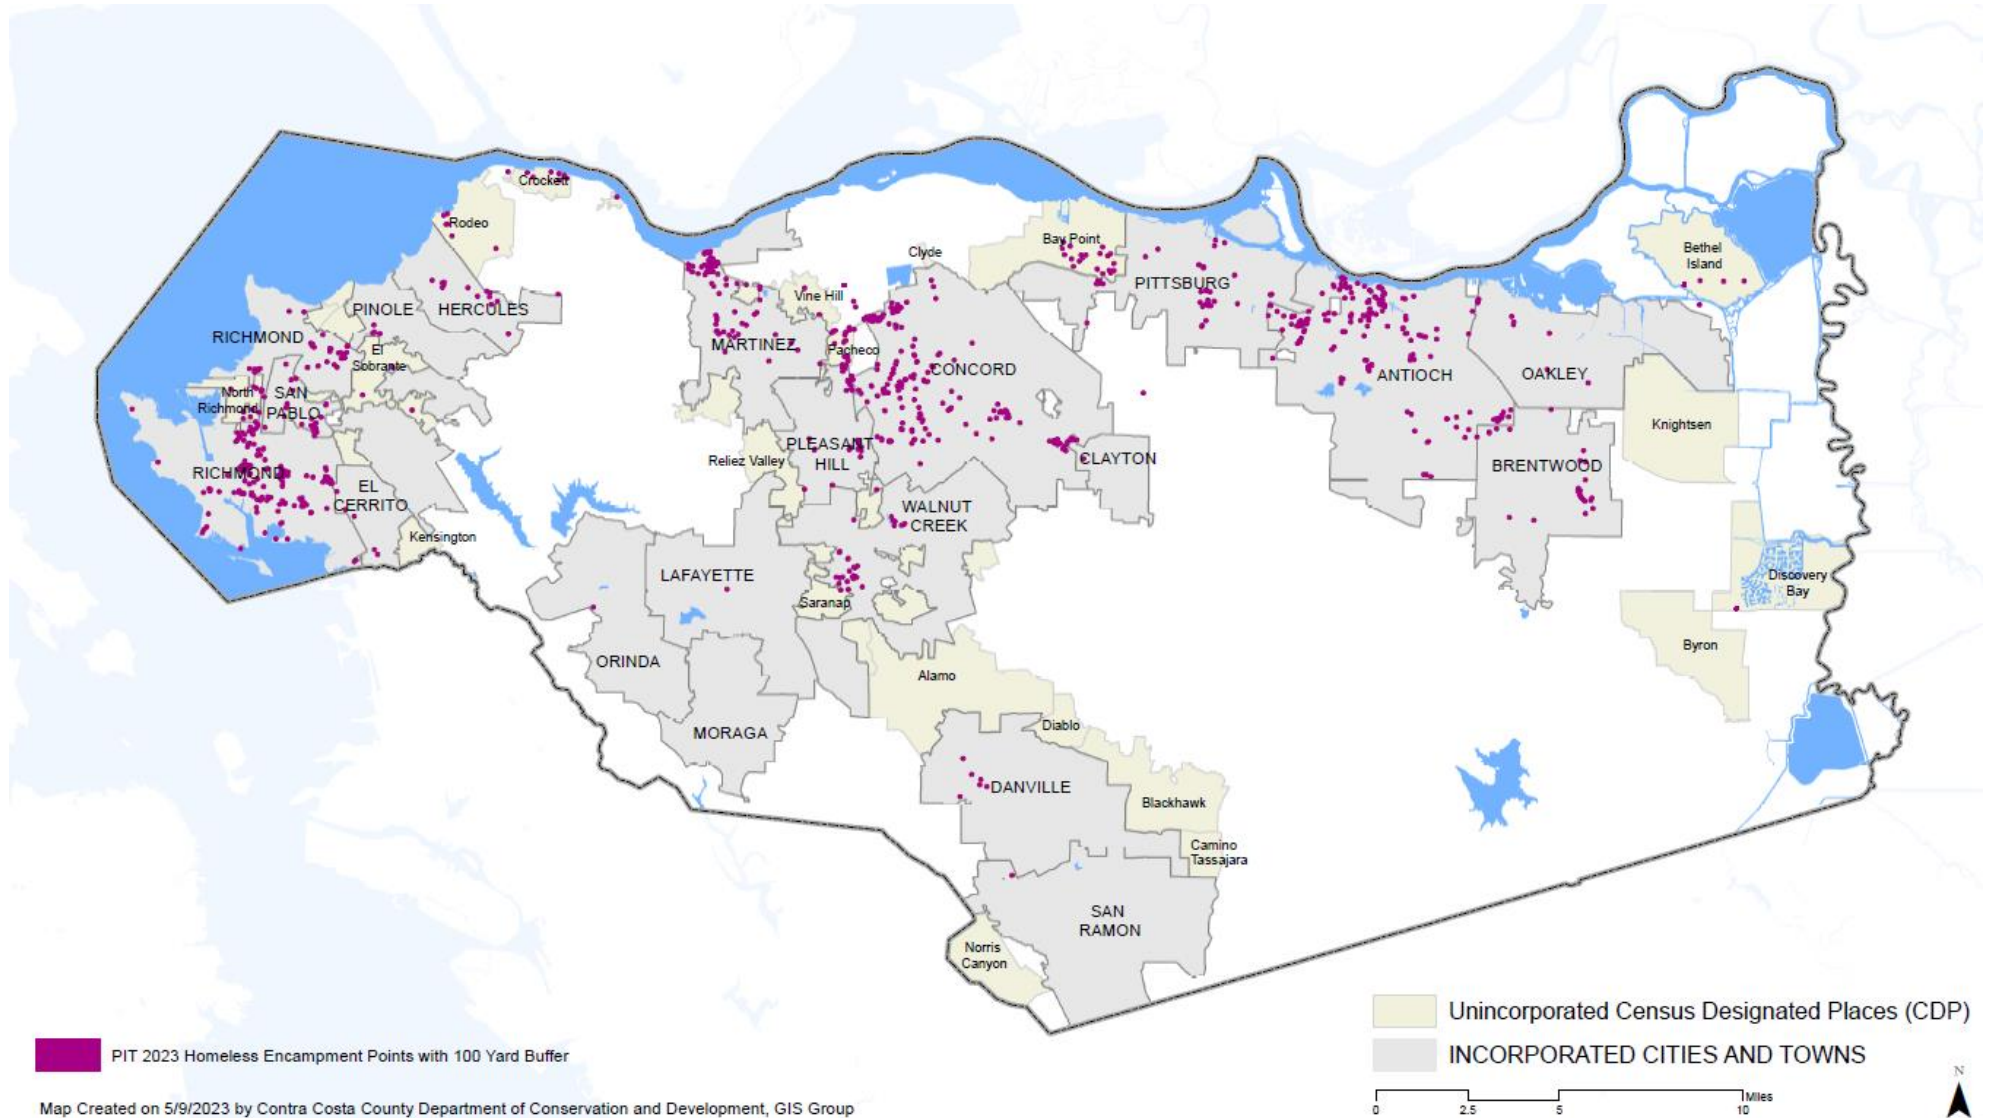 Crockett
Rodeo
Bay Point
Clyde
Bethel
Island
PITTSBURG
Vine Hill
PINOLE
HERCULES
RICHMOND
MARTINEZ
El
Sobrante
Pacheco
CONCORD
ANTIOCH
OAKLEY
North
Richmond
SAN
PABLO
Knightsen
PLEASANT
HILL
Reliez Valley
CLAYTON
BRENTWOOD
RICHMOND
EL
CERRITO
WALNUT
CREEK
Kensington
LAFAYETTE
Saranap
Discovery
Bay
Byron
ORINDA
Alamo
Diablo
MORAGA
DANVILLE
Blackhawk
Camino
Tassajara
SAN
RAMON
Norris
Canyon
Unincorporated Census Designated Places (CDP)
INCORPORATED CITIES AND TOWNS
PIT 2023 Homeless Encampment Points with 100 Yard Buffer
N
Miles
0 2.5 5 10
Map Created on 5/9/2023 by Contra Costa County Department of Conservation and Development, GIS Group